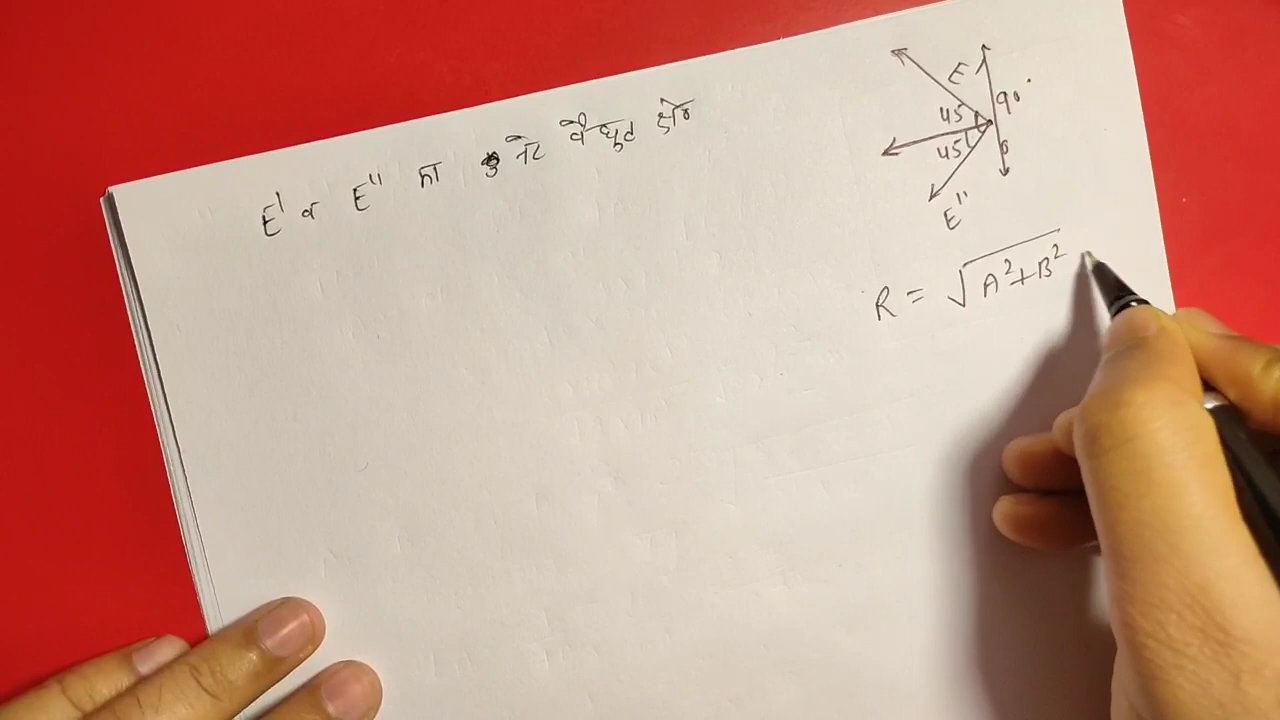 E' व E" का नेट वैद्युत क्षेत्र
E
90°
45
45
E"
R = √A²+B²